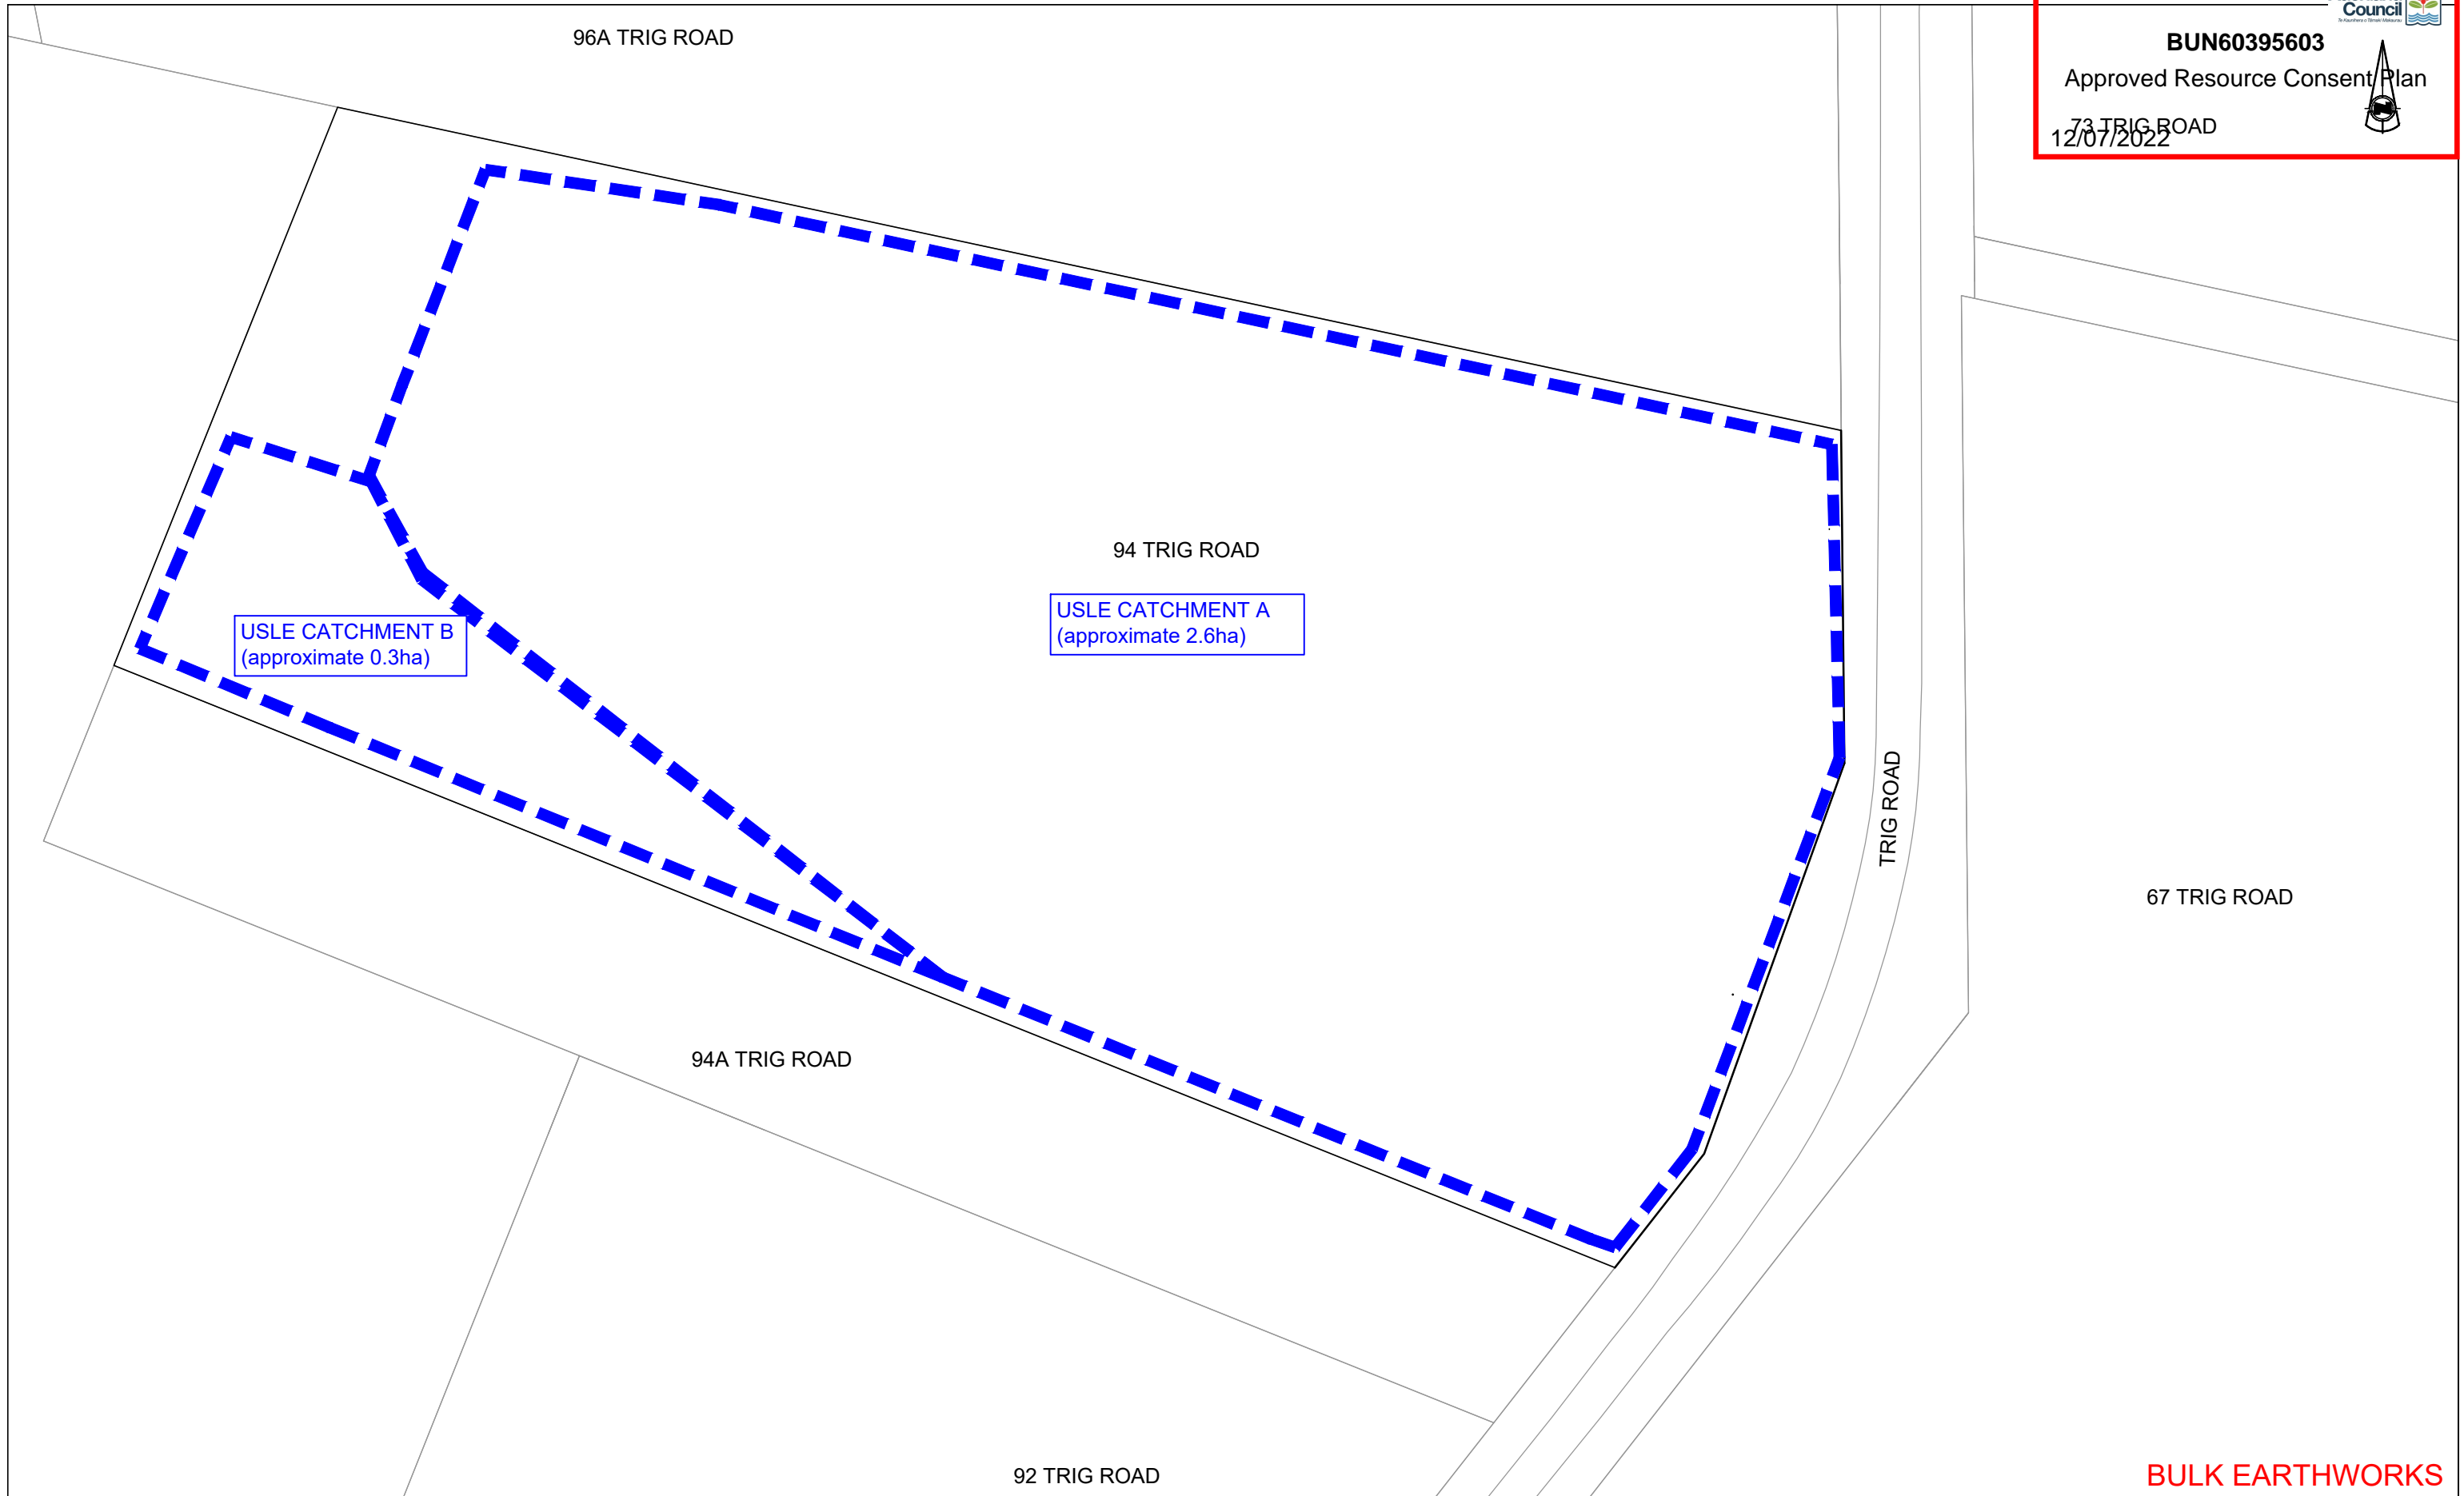 96A TRIG ROAD
Council
BUN60395603
Approved Resource Consent Plan
73 TRIG ROAD
12/07/2022
94 TRIG ROAD
USLE CATCHMENT A
(approximate 2.6ha)
USLE CATCHMENT B
(approximate 0.3ha)
TRIG ROAD
67 TRIG ROAD
94A TRIG ROAD
92 TRIG ROAD
BULK EARTHWORKS